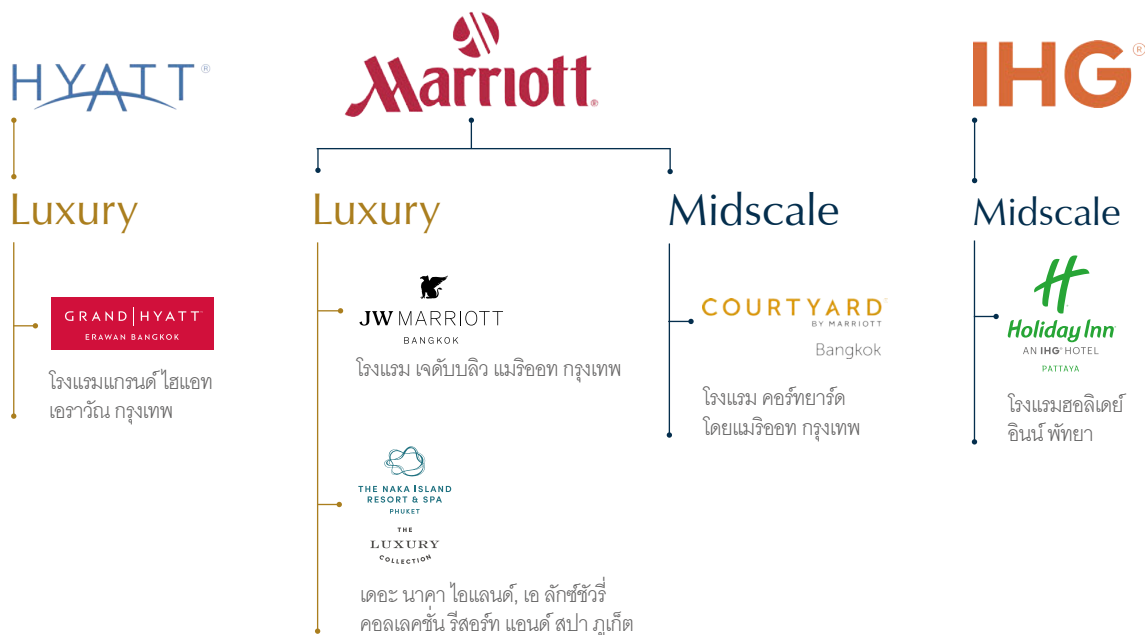 HYATT®
Luxury
GRAND|HYATT™
ERAWAN BANGKOK
โรงแรมแกรนด์ ไฮแอท
เอราวัณ กรุงเทพ
Marriott®
Luxury
JW MARRIOTT
BANGKOK
โรงแรม เจดับบลิว แมริออท กรุงเทพ
THE NAKA ISLAND
RESORT & SPA
PHUKET
THE
LUXURY
COLLECTION
เดอะ นาคา ไอแลนด์, เอ ลักซ์ชัวรี่
คอลเลคชั่น รีสอร์ท แอนด์ สปา ภูเก็ต
Midscale
COURTYARD™
BY MARRIOTT
Bangkok
โรงแรม คอร์ทยาร์ด
โดยแมริออท กรุงเทพ
IHG®
Midscale
H
Holiday Inn
AN IHG® HOTEL
PATTAYA
โรงแรมฮอลิเดย์
อินน์ พัทยา